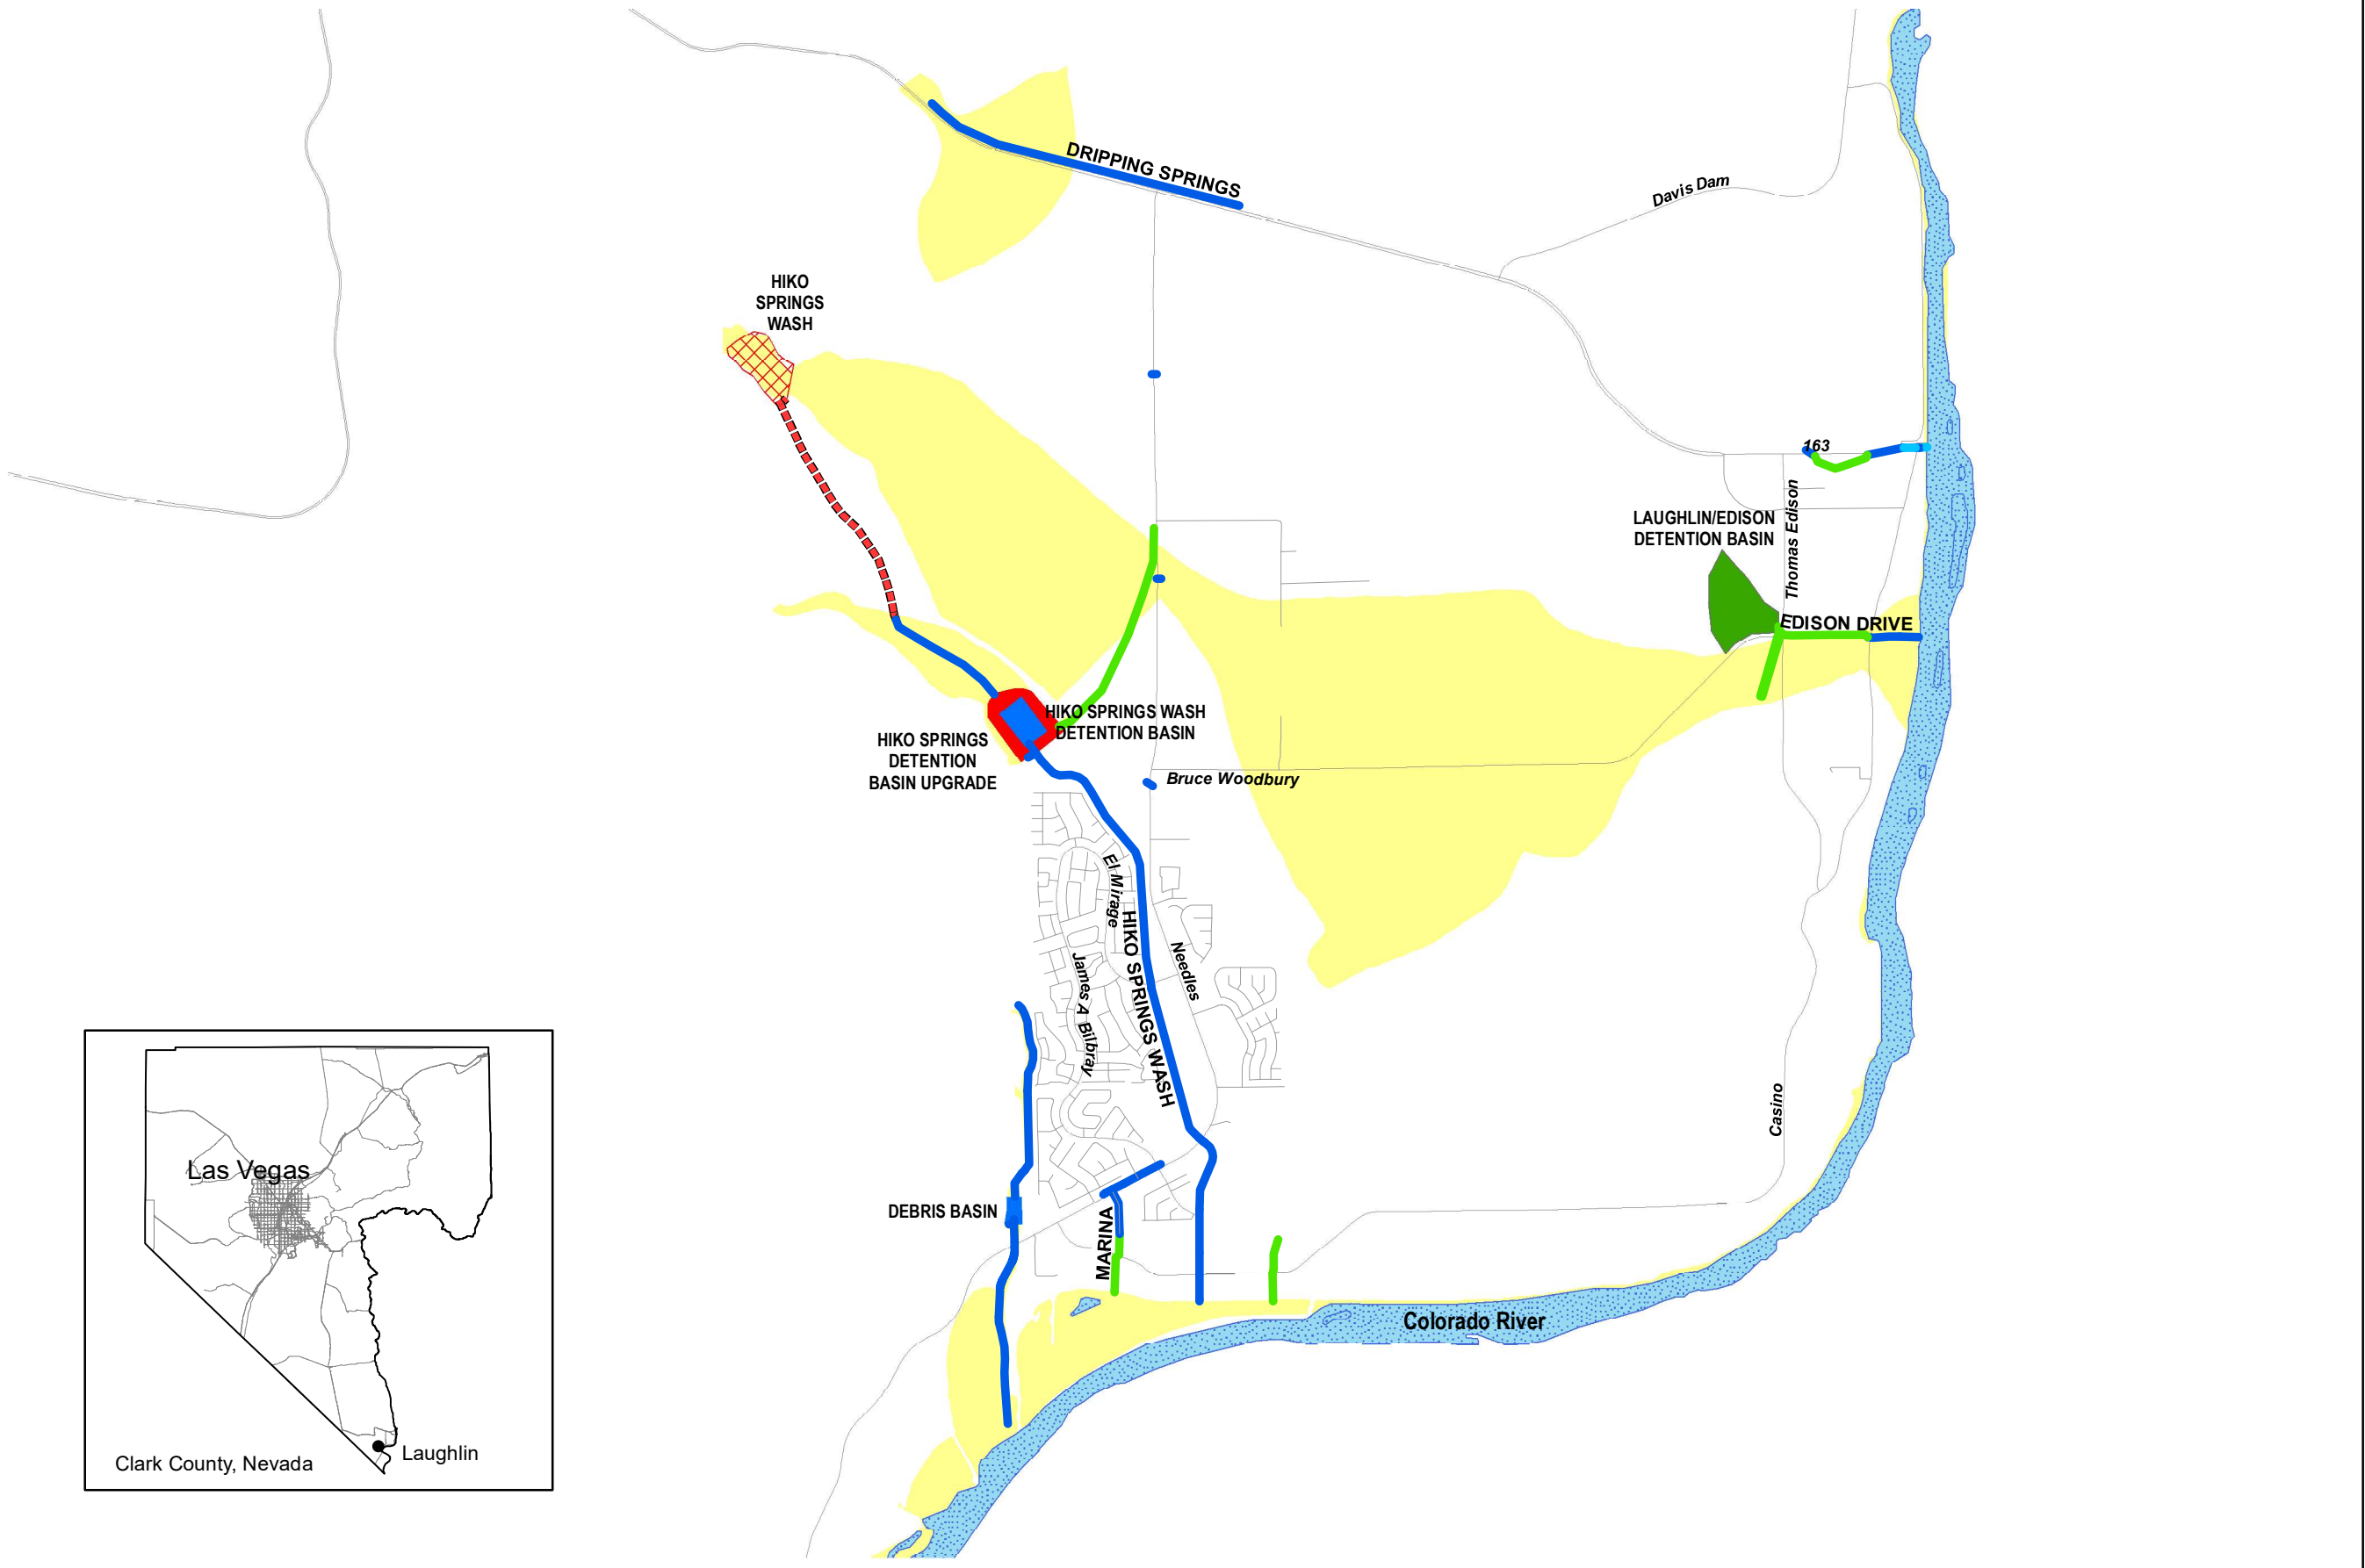 DRIPPING SPRINGS
Davis Dam
HIKO
SPRINGS
WASH
163
Thomas Edison
LAUGHLIN/EDISON
DETENTION BASIN
EDISON DRIVE
HIKO SPRINGS WASH
DETENTION BASIN
HIKO SPRINGS
DETENTION
BASIN UPGRADE
Bruce Woodbury
El Mirage
HIKO SPRINGS WASH
Needles
James A Bilbray
Casino
DEBRIS BASIN
MARINA
Colorado River
Las Vegas
Laughlin
Clark County, Nevada